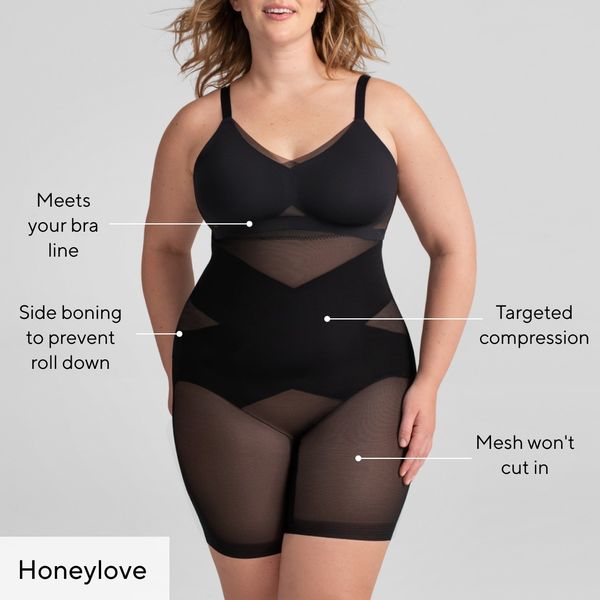 Meets
your bra
line
Side boning
to prevent
roll down
Targeted
compression
Mesh won't
cut in
Honeylove